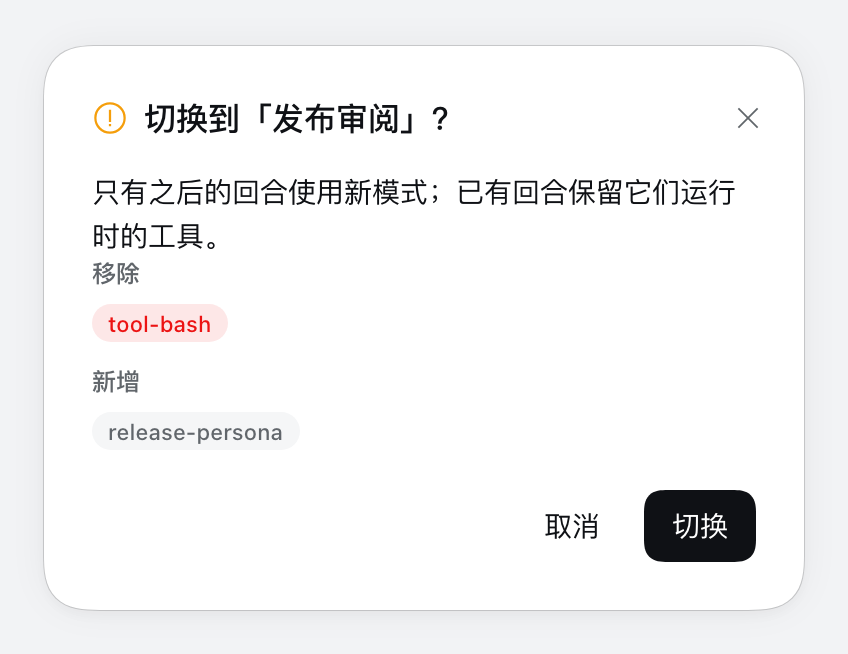 切换到「发布审阅」?
只有之后的回合使用新模式；已有回合保留它们运行
时的工具。
移除
tool-bash
新增
release-persona
取消
切换